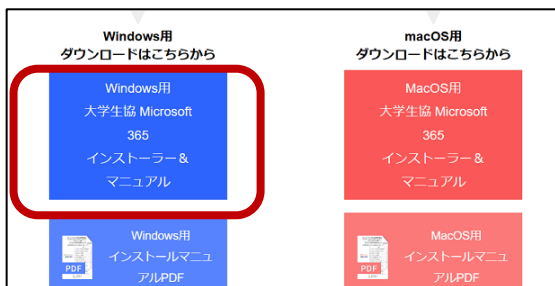 Windows用
ダウンロードはこちらから
Windows用
大学生協 Microsoft
365
インストーラー＆
マニュアル
Windows用
インストールマニュ
アルPDF
PDF
macOS用
ダウンロードはこちらから
MacOS用
大学生協 Microsoft
365
インストーラー＆
マニュアル
MacOS用
インストールマニュ
アルPDF
PDF